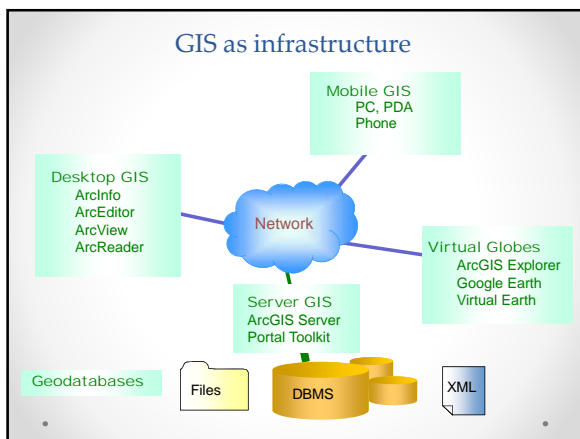 GIS as infrastructure
Mobile GIS
PC, PDA
Phone
Desktop GIS
ArcInfo
ArcEditor
ArcView
ArcReader
Network
Virtual Globes
ArcGIS Explorer
Google Earth
Virtual Earth
Server GIS
ArcGIS Server
Portal Toolkit
Geodatabases
Files
DBMS
XML